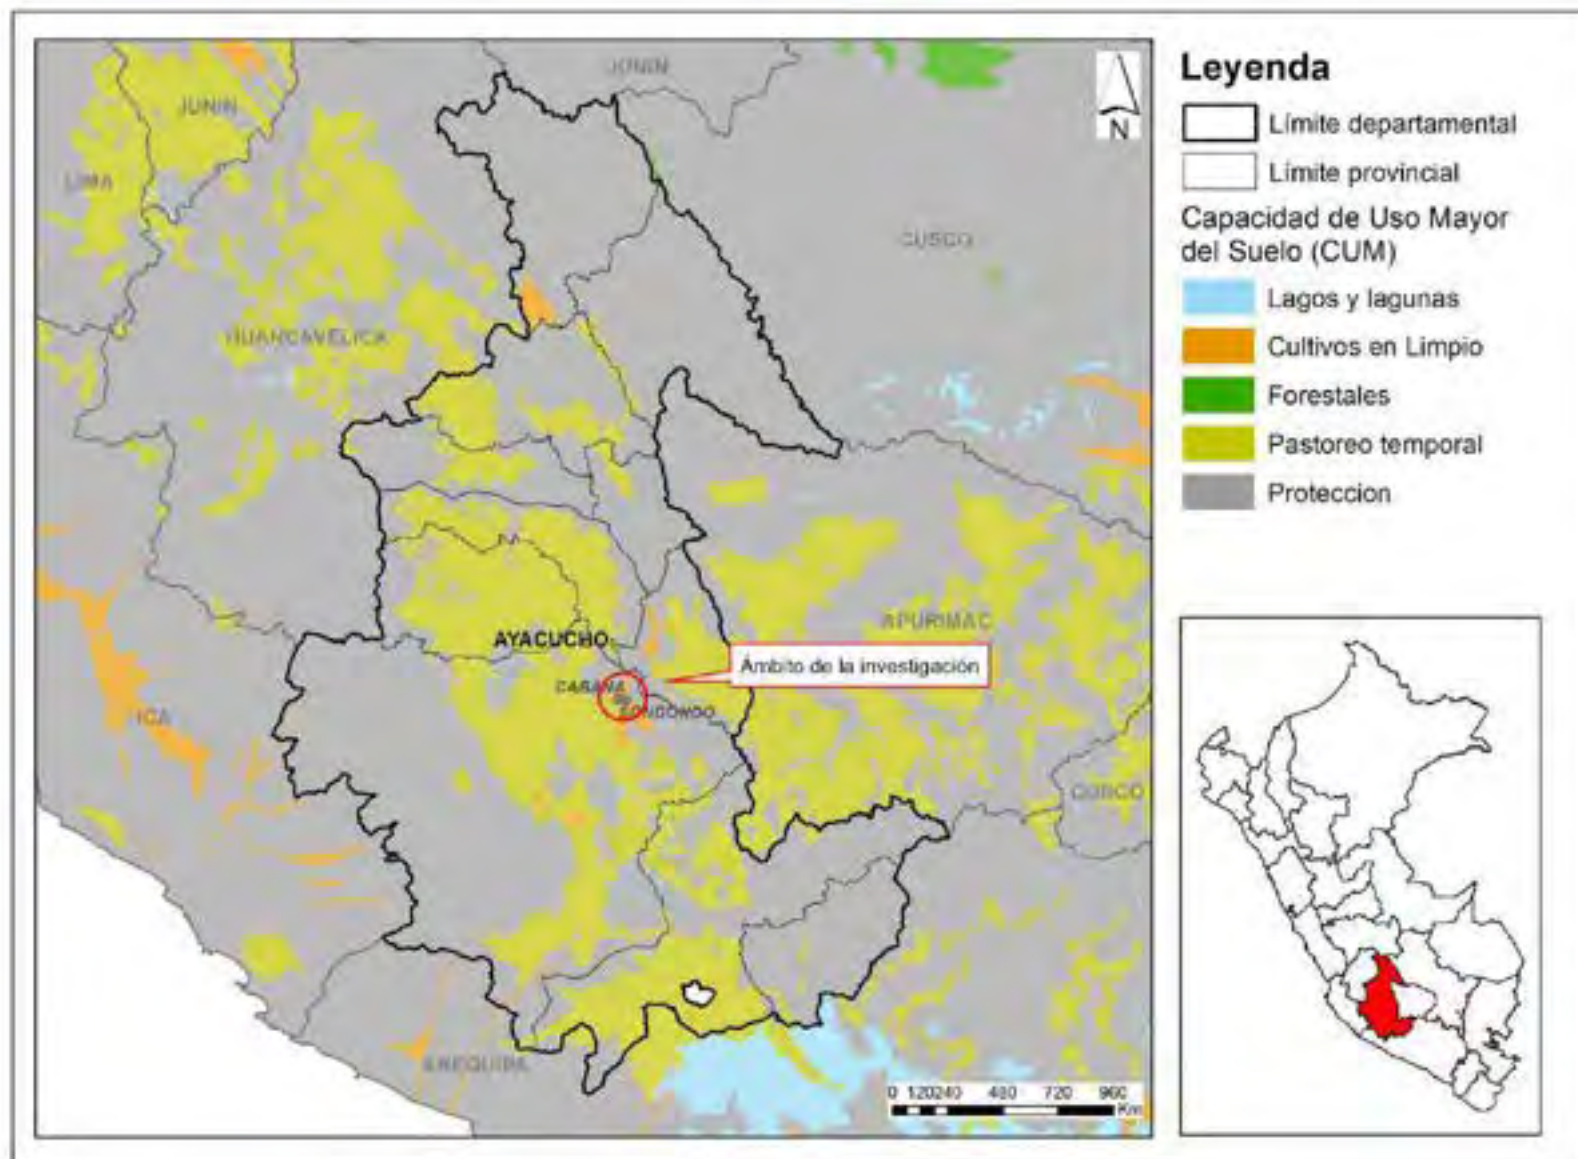 JUNIN
JUNIN
LIMA
CUSCO
HUANCAVELICA
APURIMAC
AYACUCHO
Ámbito de la investigación
CABANA
SONDONDO
ICA
CUSCO
AREQUIPA
N
0 120240 480 720 960
Km
Leyenda
Límite departamental
Límite provincial
Capacidad de Uso Mayor
del Suelo (CUM)
Lagos y lagunas
Cultivos en Limpio
Forestales
Pastoreo temporal
Proteccion